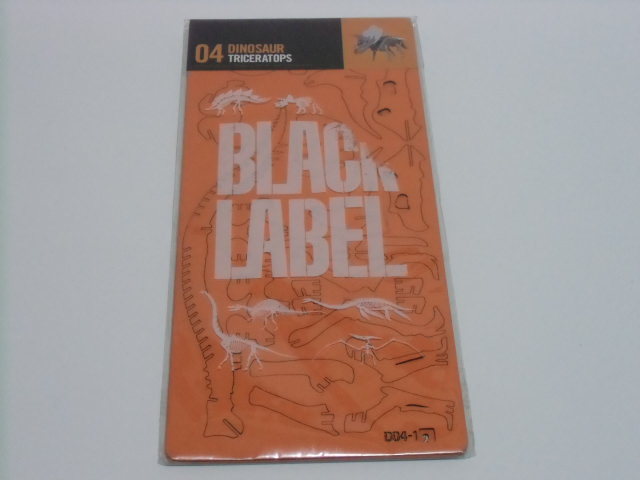 04 DINOSAUR
TRICERATOPS
BLACK
LABEL
D04-1